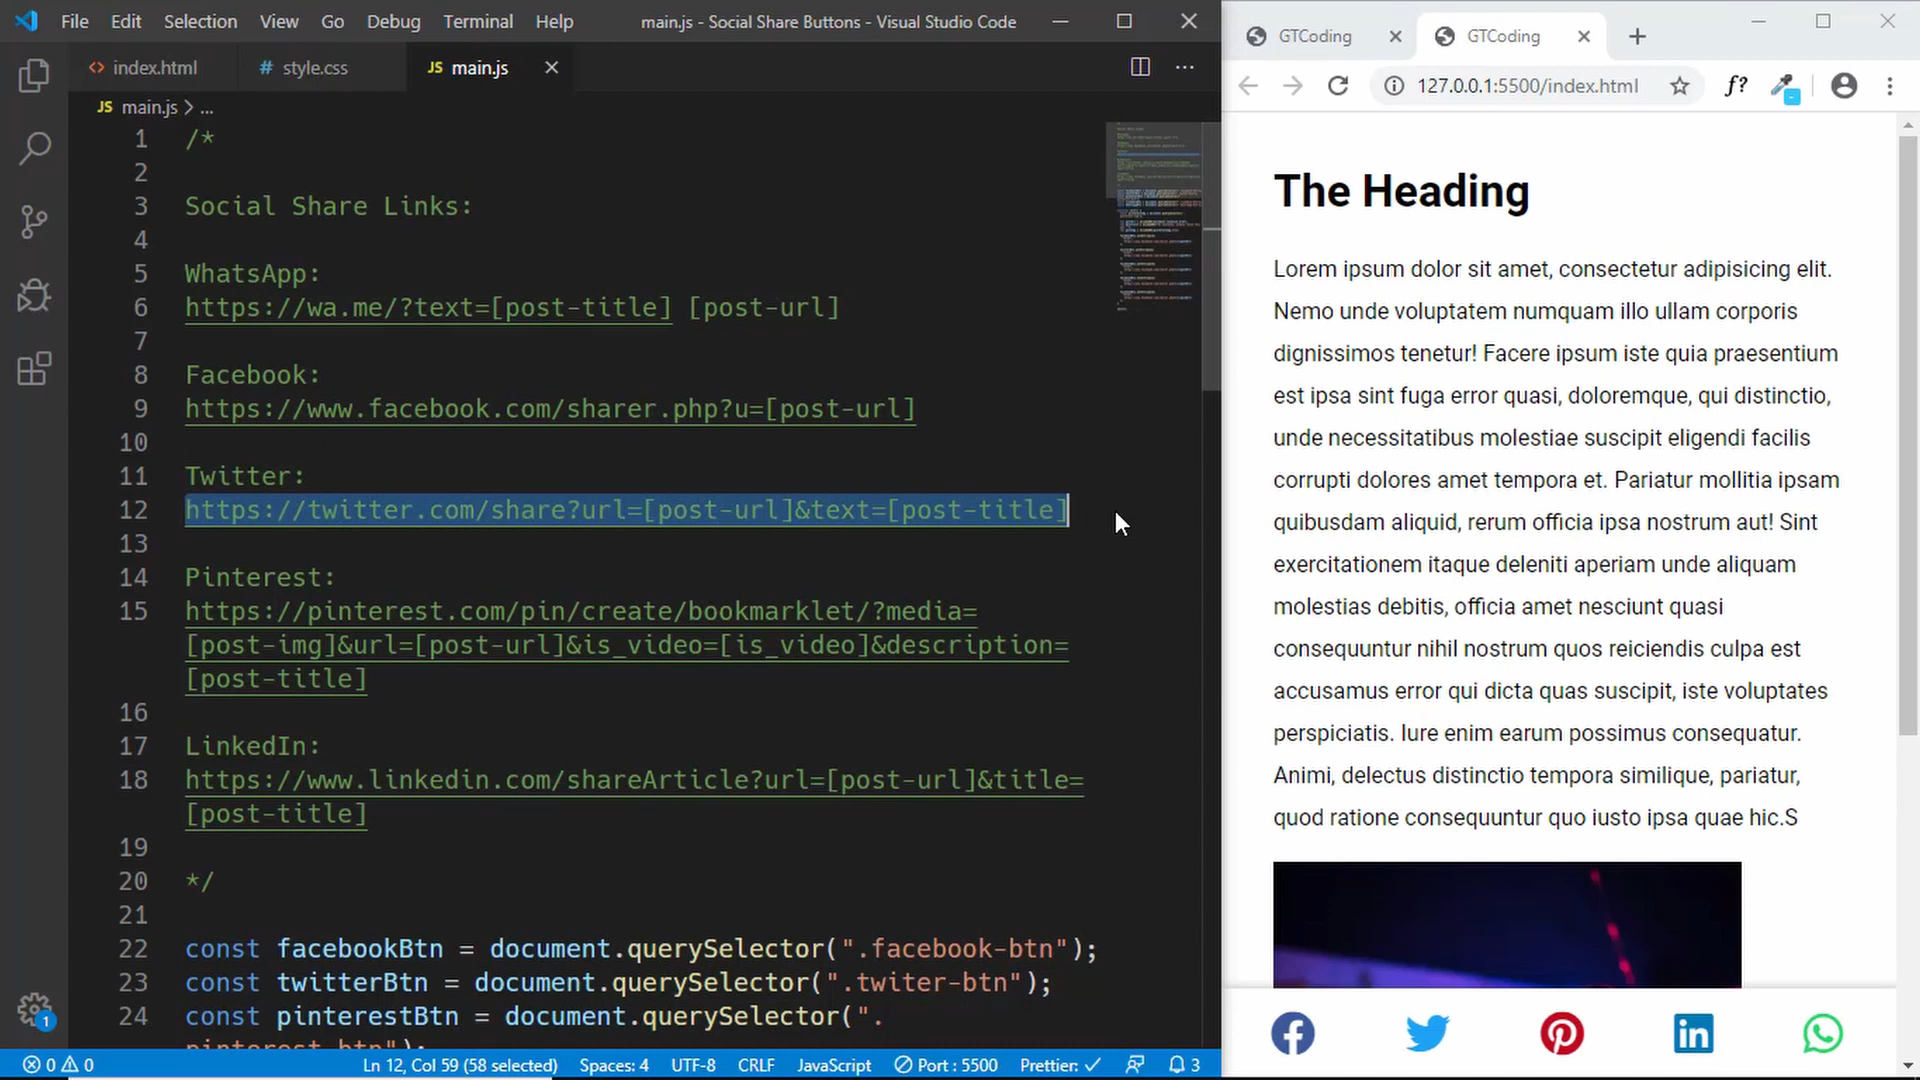 File Edit Selection View Go Debug Terminal Help main.js - Social Share Buttons - Visual Studio Code
index.html style.css JS main.js
JS main.js > ...
1 /*
2
3 Social Share Links:
4
5 WhatsApp:
6 https://wa.me/?text=[post-title] [post-url]
7
8 Facebook:
9 https://www.facebook.com/sharer.php?u=[post-url]
10
11 Twitter:
12 https://twitter.com/share?url=[post-url]&text=[post-title]
13
14 Pinterest:
15 https://pinterest.com/pin/create/bookmarklet/?media=
[post-img]&url=[post-url]&is_video=[is_video]&description=
[post-title]
16
17 LinkedIn:
18 https://www.linkedin.com/shareArticle?url=[post-url]&title=
[post-title]
19
20 */
21
22 const facebookBtn = document.querySelector(".facebook-btn");
23 const twitterBtn = document.querySelector(".twiter-btn");
24 const pinterestBtn = document.querySelector(".
pinterest-btn");
1
0 0 Ln 12, Col 59 (58 selected) Spaces: 4 UTF-8 CRLF JavaScript Port : 5500 Prettier: ✓ 3
GTCoding GTCoding
127.0.0.1:5500/index.html f?
The Heading
Lorem ipsum dolor sit amet, consectetur adipisicing elit.
Nemo unde voluptatem numquam illo ullam corporis
dignissimos tenetur! Facere ipsum iste quia praesentium
est ipsa sint fuga error quasi, doloremque, qui distinctio,
unde necessitatibus molestiae suscipit eligendi facilis
corrupti dolores amet tempora et. Pariatur mollitia ipsam
quibusdam aliquid, rerum officia ipsa nostrum aut! Sint
exercitationem itaque deleniti aperiam unde aliquam
molestias debitis, officia amet nesciunt quasi
consequuntur nihil nostrum quos reiciendis culpa est
accusamus error qui dicta quas suscipit, iste voluptates
perspiciatis. Iure enim earum possimus consequatur.
Animi, delectus distinctio tempora similique, pariatur,
quod ratione consequuntur quo iusto ipsa quae hic.S